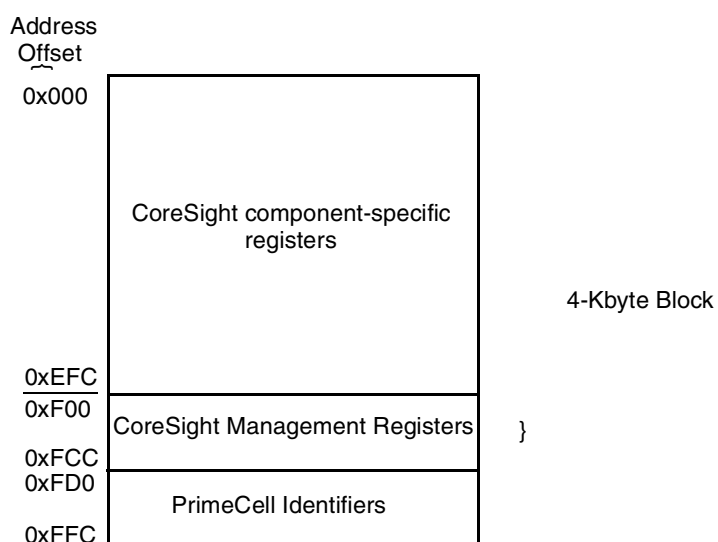 Address
Offset
0x000
CoreSight component-specific
registers
4-Kbyte Block
0xEFC
0xF00
CoreSight Management Registers
}
0xFCC
0xFD0
PrimeCell Identifiers
0xFFC